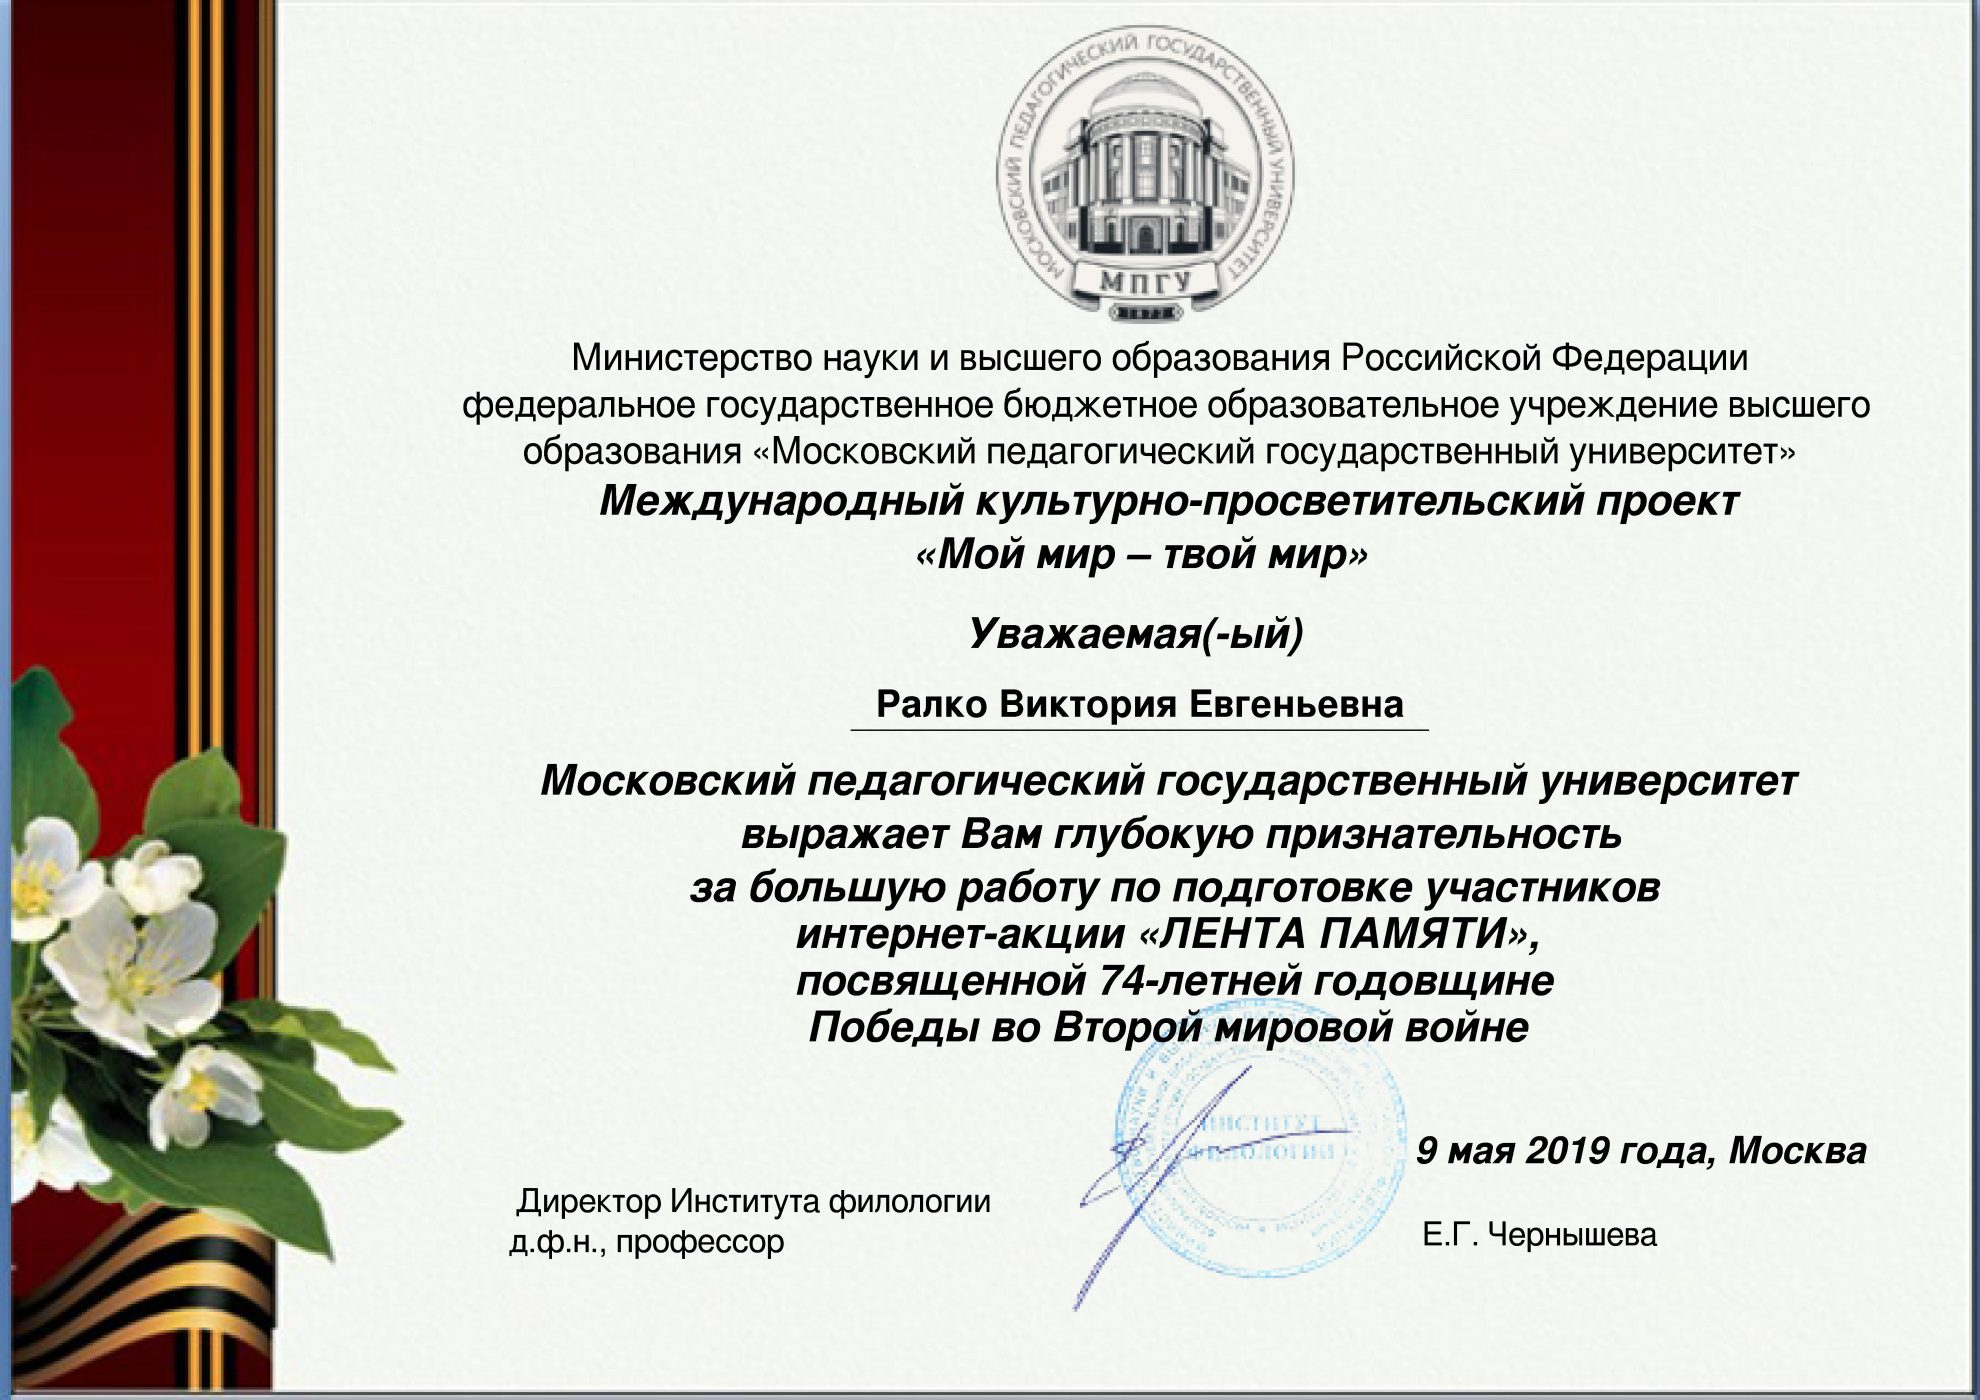 МОСКОВСКИЙ ПЕДАГОГИЧЕСКИЙ ГОСУДАРСТВЕННЫЙ УНИВЕРСИТЕТ
МПГУ
1872
Министерство науки и высшего образования Российской Федерации
федеральное государственное бюджетное образовательное учреждение высшего
образования «Московский педагогический государственный университет»
Международный культурно-просветительский проект
«Мой мир – твой мир»
Уважаемая(-ый)
Ралко Виктория Евгеньевна
Московский педагогический государственный университет
выражает Вам глубокую признательность
за большую работу по подготовке участников
интернет-акции «ЛЕНТА ПАМЯТИ»,
посвященной 74-летней годовщине
Победы во Второй мировой войне
ИНСТИТУТ
ФИЛОЛОГИИ
9 мая 2019 года, Москва
Директор Института филологии
д.ф.н., профессор
Е.Г. Чернышева